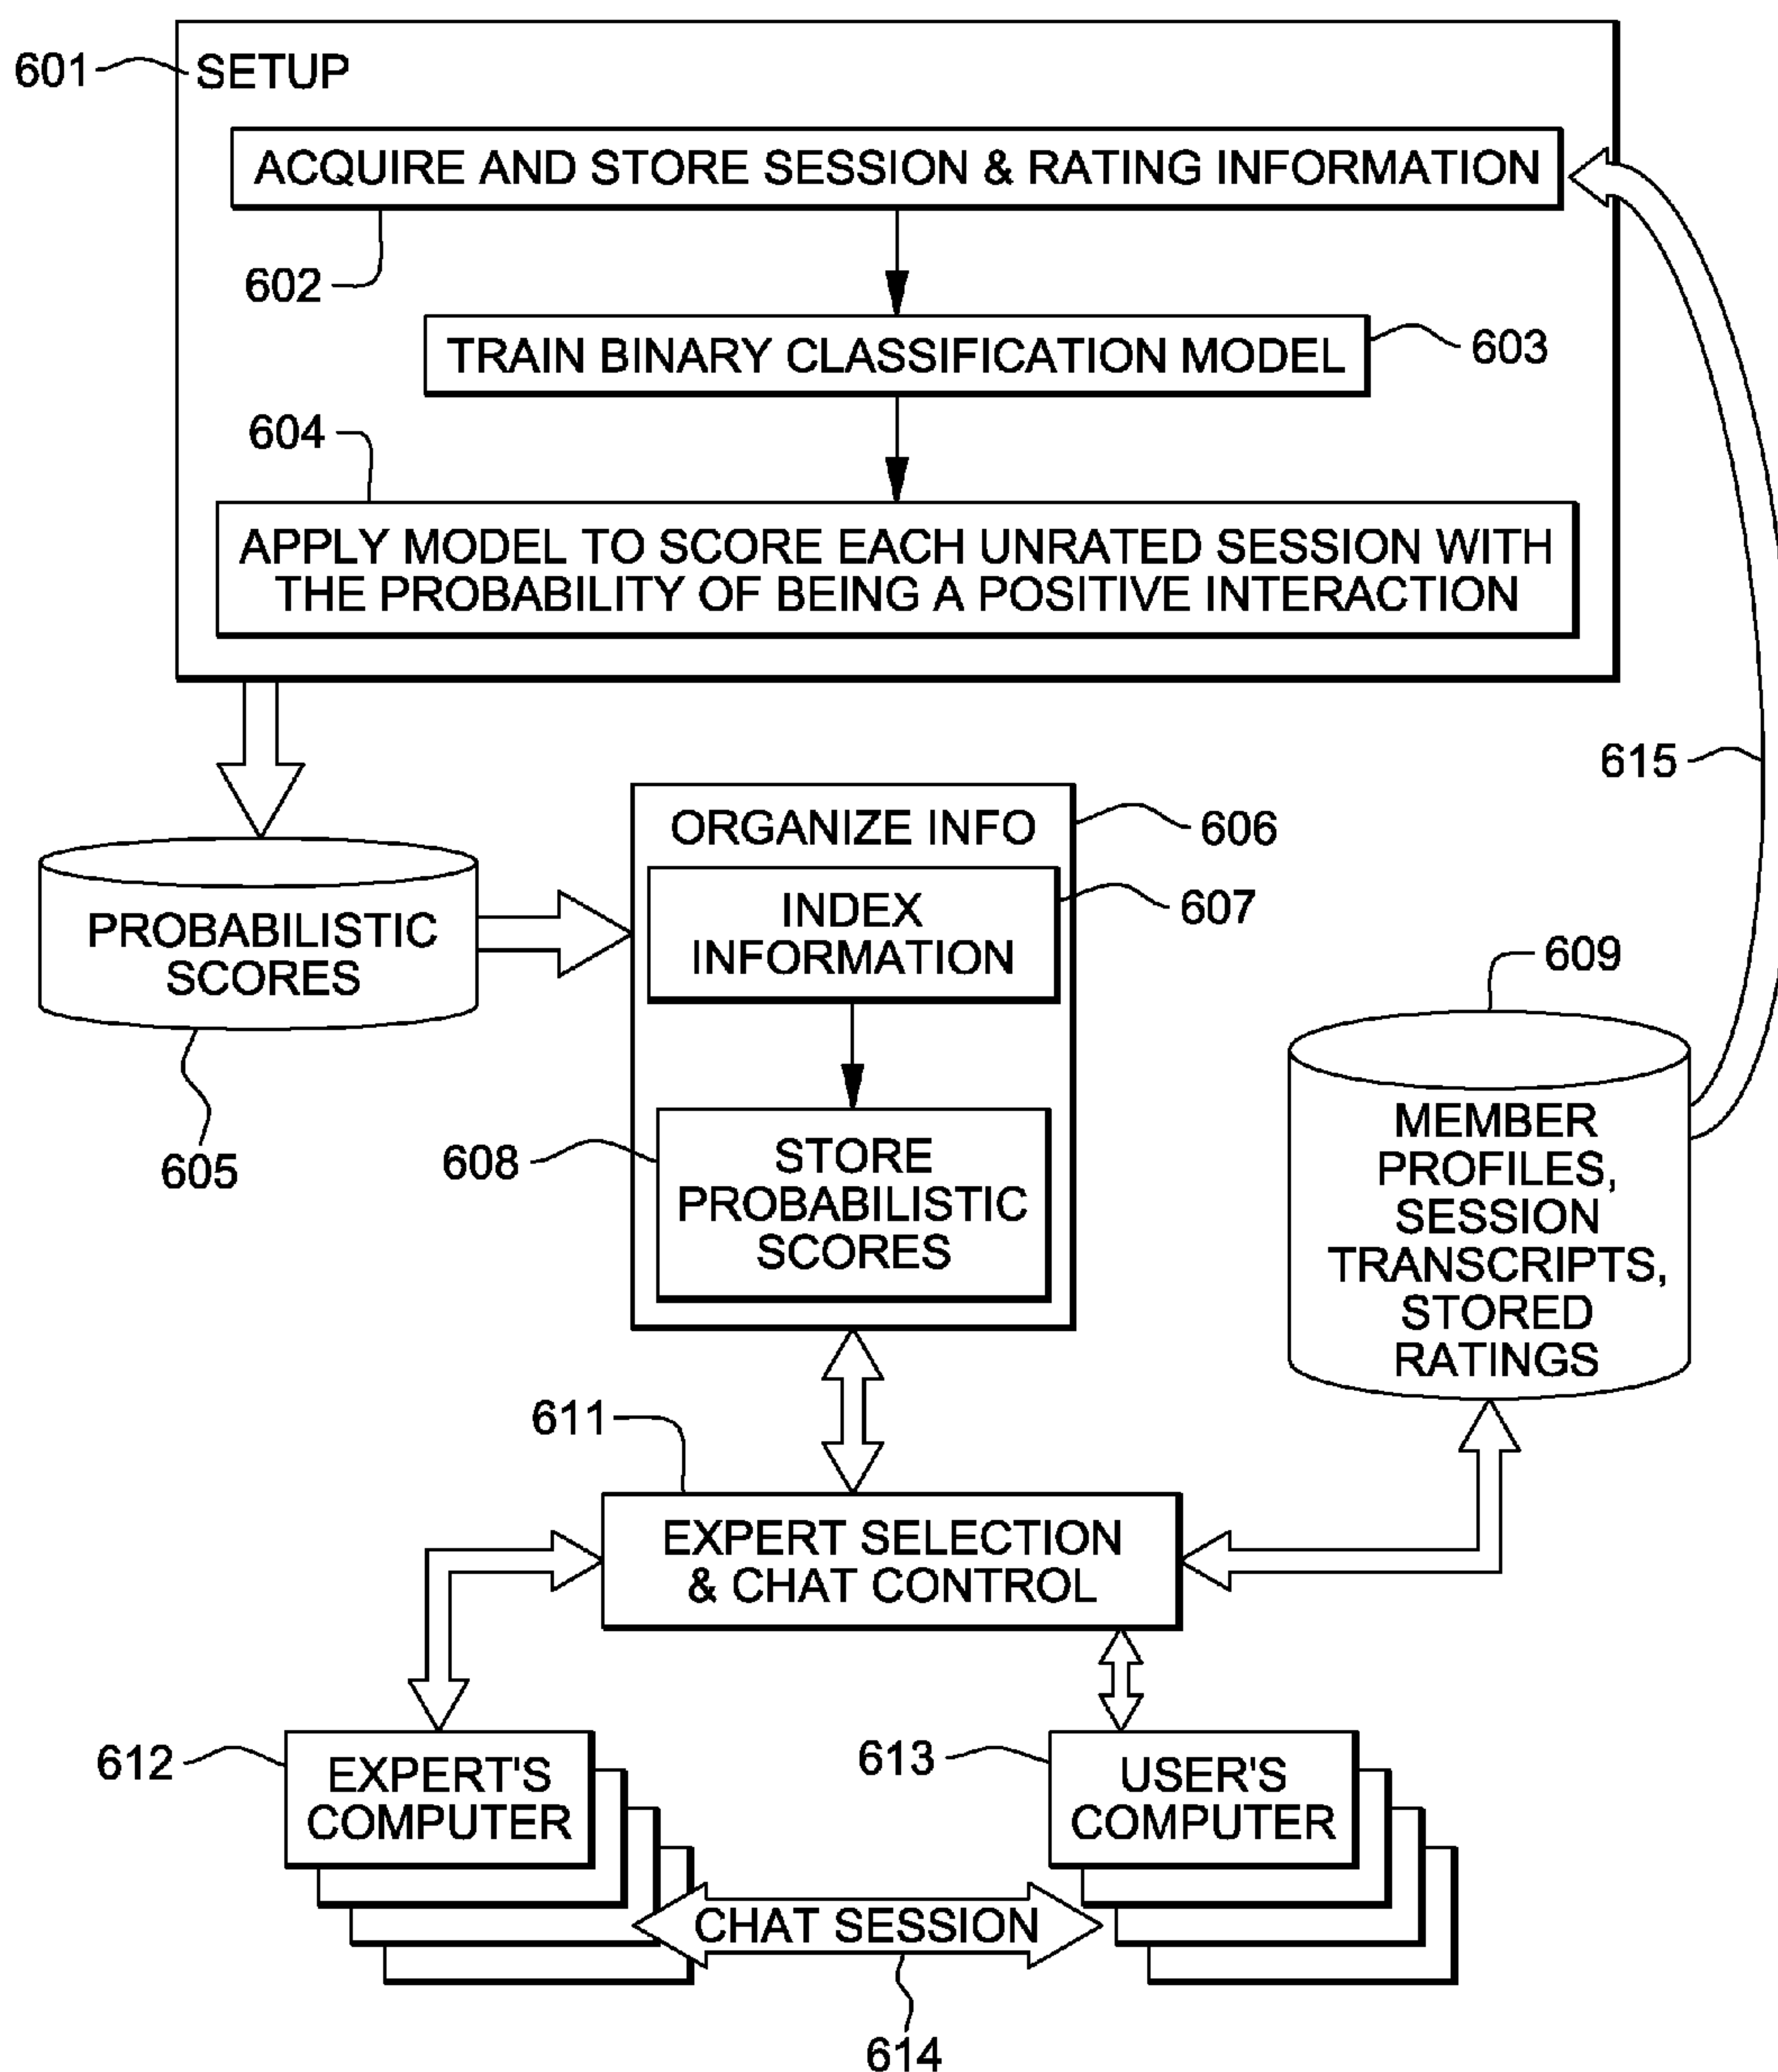 601
SETUP
ACQUIRE AND STORE SESSION & RATING INFORMATION
602
TRAIN BINARY CLASSIFICATION MODEL
603
604
APPLY MODEL TO SCORE EACH UNRATED SESSION WITH
THE PROBABILITY OF BEING A POSITIVE INTERACTION
615
ORGANIZE INFO
606
INDEX
INFORMATION
607
PROBABILISTIC
SCORES
605
608
STORE
PROBABILISTIC
SCORES
609
MEMBER
PROFILES,
SESSION
TRANSCRIPTS,
STORED
RATINGS
611
EXPERT SELECTION
& CHAT CONTROL
612
EXPERT'S
COMPUTER
613
USER'S
COMPUTER
CHAT SESSION
614